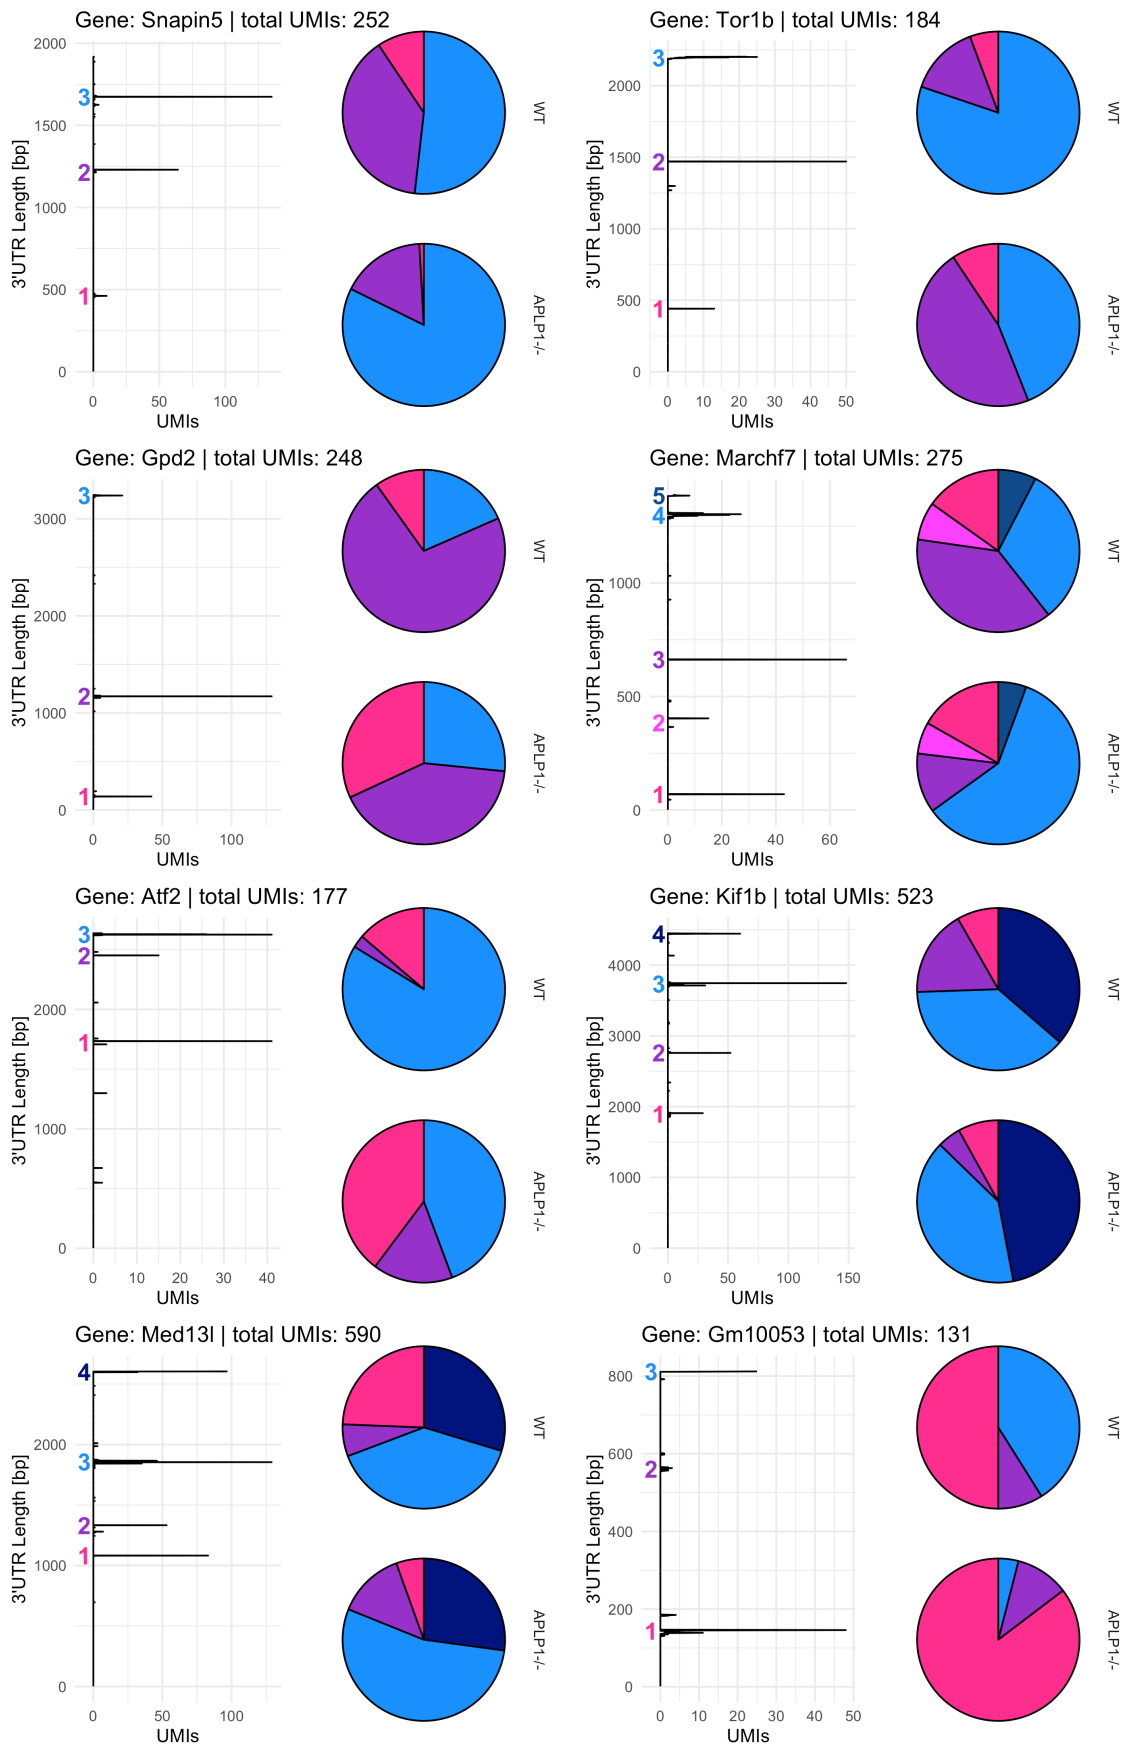 Gene: Snapin5 | total UMIs: 252
3'UTR Length [bp]
2000
1500
1000
500
0
3
2
1
0 50 100
UMIs
WT
APLP1-/-
Gene: Tor1b | total UMIs: 184
3'UTR Length [bp]
2000
1500
1000
500
0
3
2
1
0 10 20 30 40 50
UMIs
WT
APLP1-/-
Gene: Gpd2 | total UMIs: 248
3'UTR Length [bp]
3000
2000
1000
0
3
2
1
0 50 100
UMIs
WT
APLP1-/-
Gene: Marchf7 | total UMIs: 275
3'UTR Length [bp]
1000
500
0
5
4
3
2
1
0 20 40 60
UMIs
WT
APLP1-/-
Gene: Atf2 | total UMIs: 177
3'UTR Length [bp]
2000
1000
0
3
2
1
0 10 20 30 40
UMIs
WT
APLP1-/-
Gene: Kif1b | total UMIs: 523
3'UTR Length [bp]
4000
3000
2000
1000
0
4
3
2
1
0 50 100 150
UMIs
WT
APLP1-/-
Gene: Med13l | total UMIs: 590
3'UTR Length [bp]
2000
1000
0
4
3
2
1
0 50 100
UMIs
WT
APLP1-/-
Gene: Gm10053 | total UMIs: 131
3'UTR Length [bp]
800
600
400
200
0
3
2
1
0 10 20 30 40 50
UMIs
WT
APLP1-/-